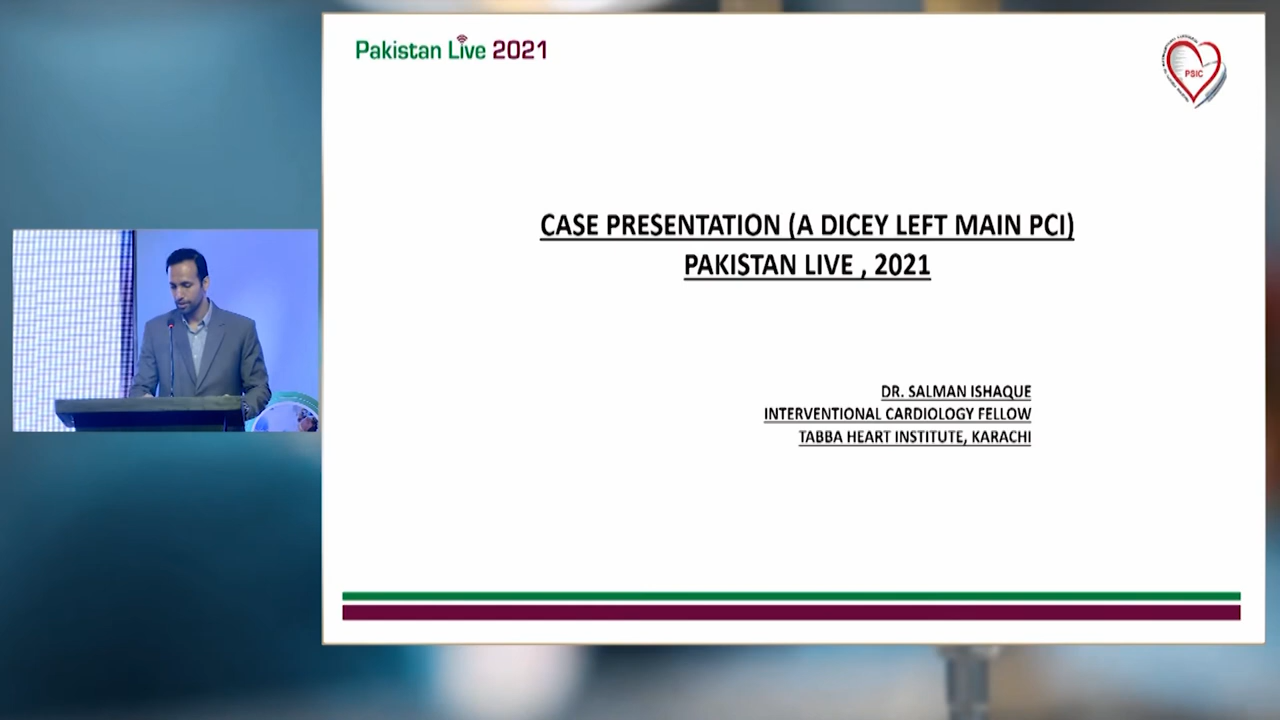 Pakistan Live 2021
PSIC
CASE PRESENTATION (A DICEY LEFT MAIN PCI)
PAKISTAN LIVE , 2021
DR. SALMAN ISHAQUE
INTERVENTIONAL CARDIOLOGY FELLOW
TABBA HEART INSTITUTE, KARACHI